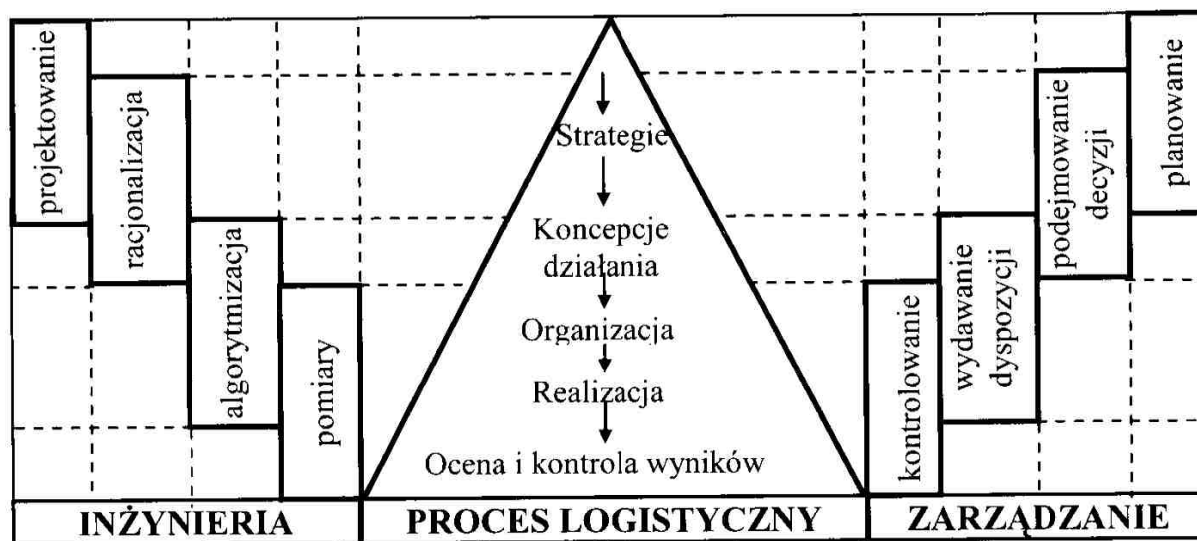 projektowanie
racjonalizacja
algorytmizacja
pomiary
Strategie
Koncepcje
działania
Organizacja
Realizacja
Ocena i kontrola wyników
kontrolowanie
wydawanie
dyspozycji
podejmowanie
decyzji
planowanie
INŻYNIERIA
PROCES LOGISTYCZNY
ZARZĄDZANIE